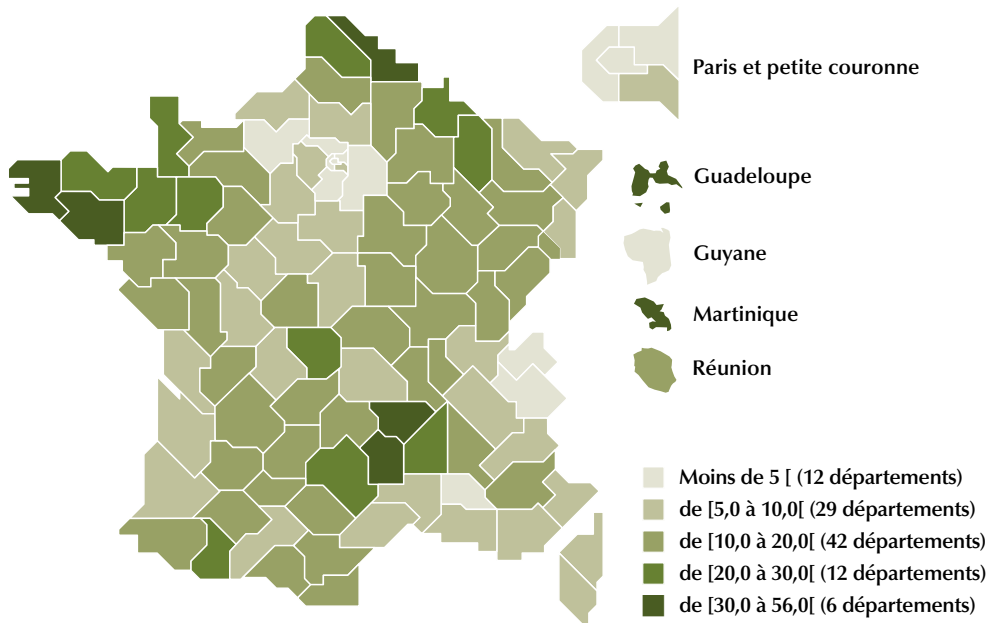 Paris et petite couronne
Guadeloupe
Guyane
Martinique
Réunion
Moins de 5 [ (12 départements)
de [5,0 à 10,0[ (29 départements)
de [10,0 à 20,0[ (42 départements)
de [20,0 à 30,0[ (12 départements)
de [30,0 à 56,0[ (6 départements)